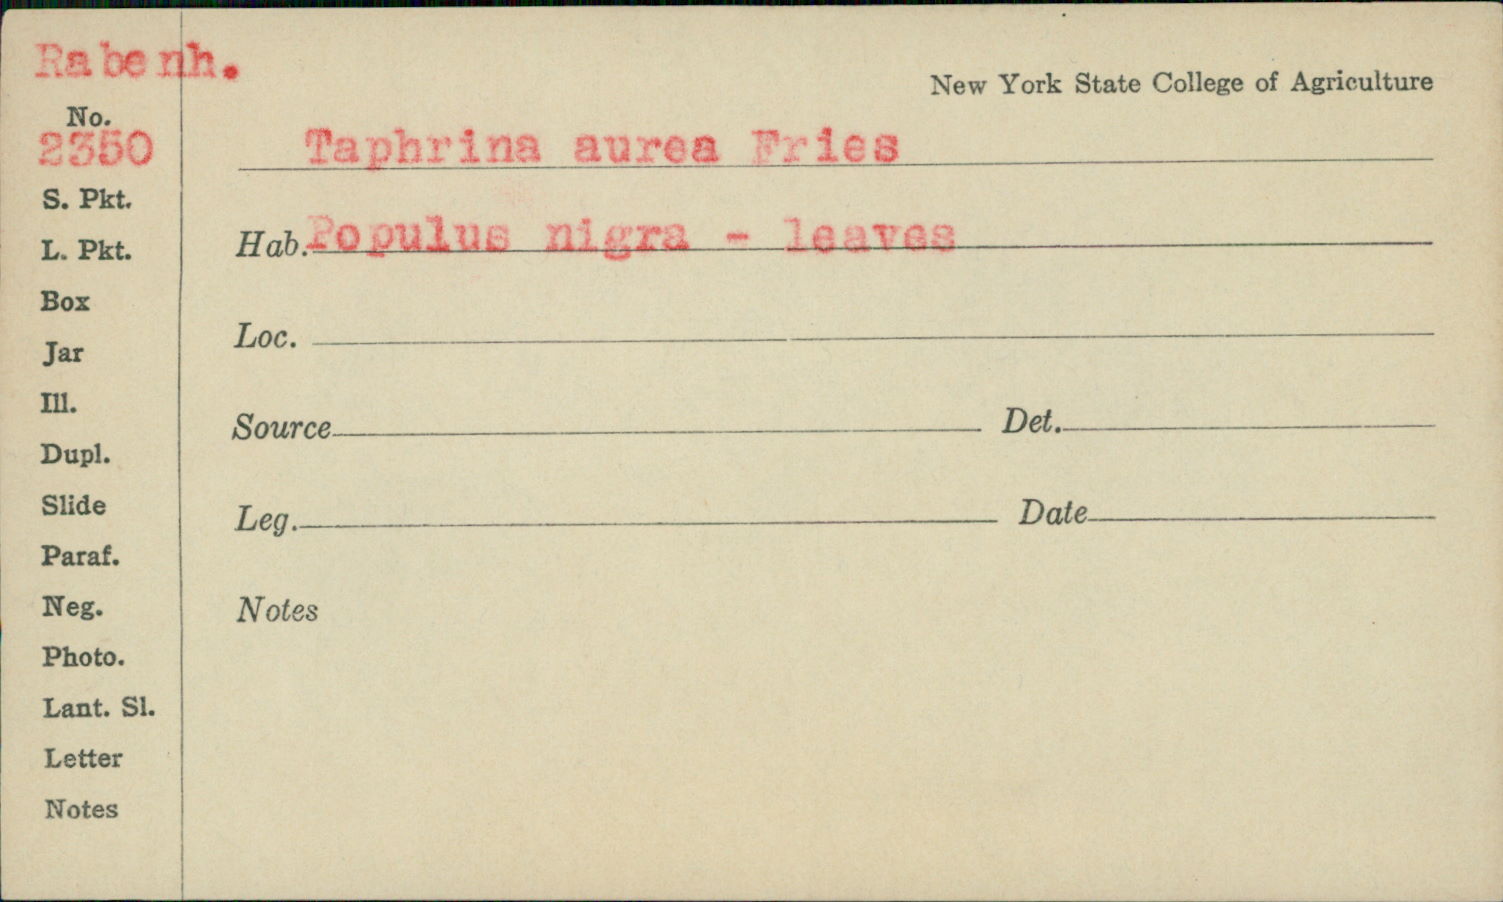 Rabenh.
New York State College of Agriculture
No.
2350
Taphrina aurea Fries
S. Pkt.
Hab. Populus nigra - leaves
L. Pkt.
Box
Loc.
Jar
Ill.
Source Det.
Dupl.
Slide
Leg. Date
Paraf.
Neg.
Notes
Photo.
Lant. Sl.
Letter
Notes